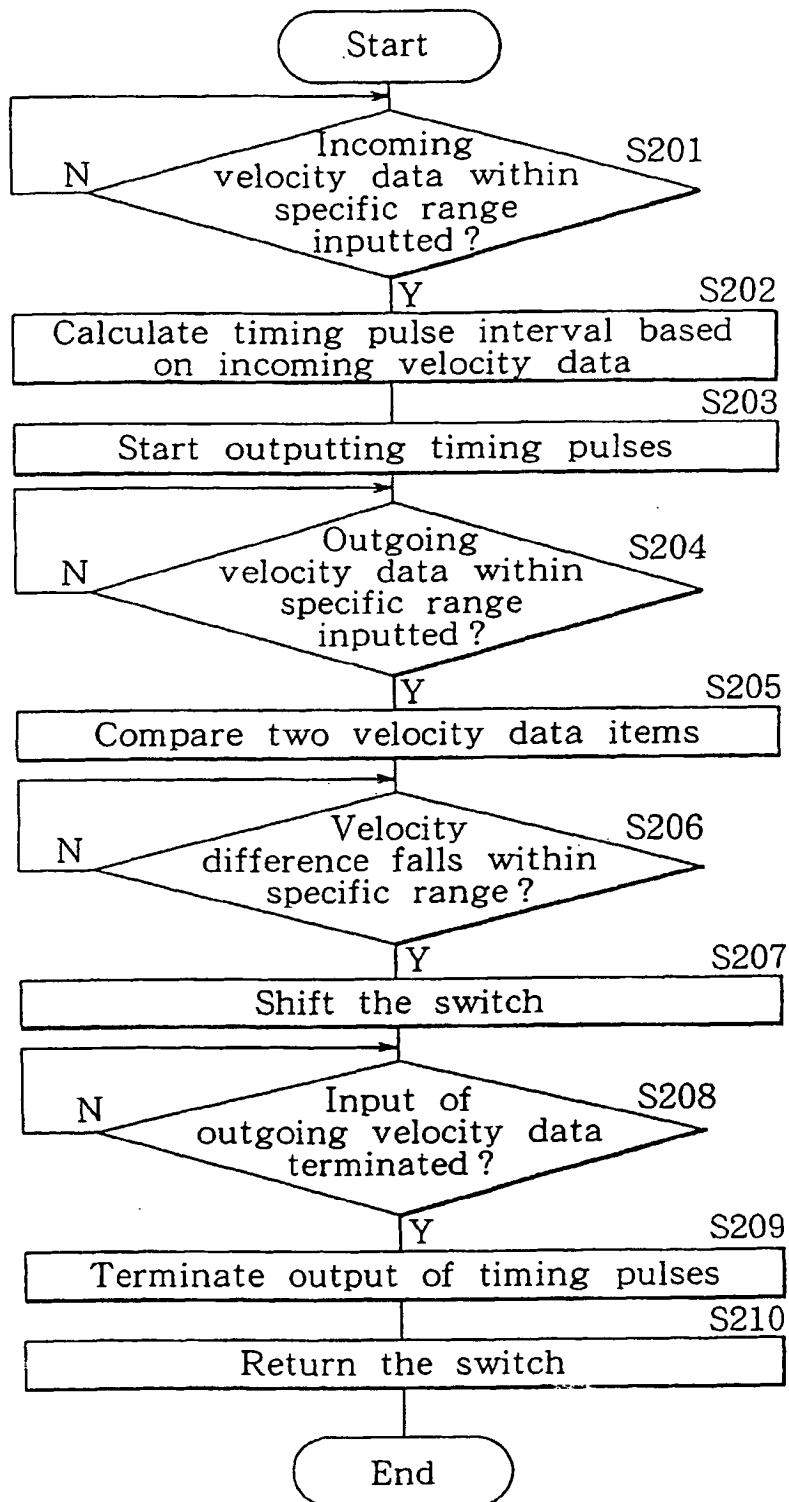 Start
Incoming
velocity data within
specific range
inputted ?
S201
N
Y
S202
Calculate timing pulse interval based
on incoming velocity data
S203
Start outputting timing pulses
Outgoing
velocity data within
specific range
inputted ?
S204
N
Y
S205
Compare two velocity data items
Velocity
difference falls within
specific range ?
S206
N
Y
S207
Shift the switch
Input of
outgoing velocity data
terminated ?
S208
N
Y
S209
Terminate output of timing pulses
S210
Return the switch
End